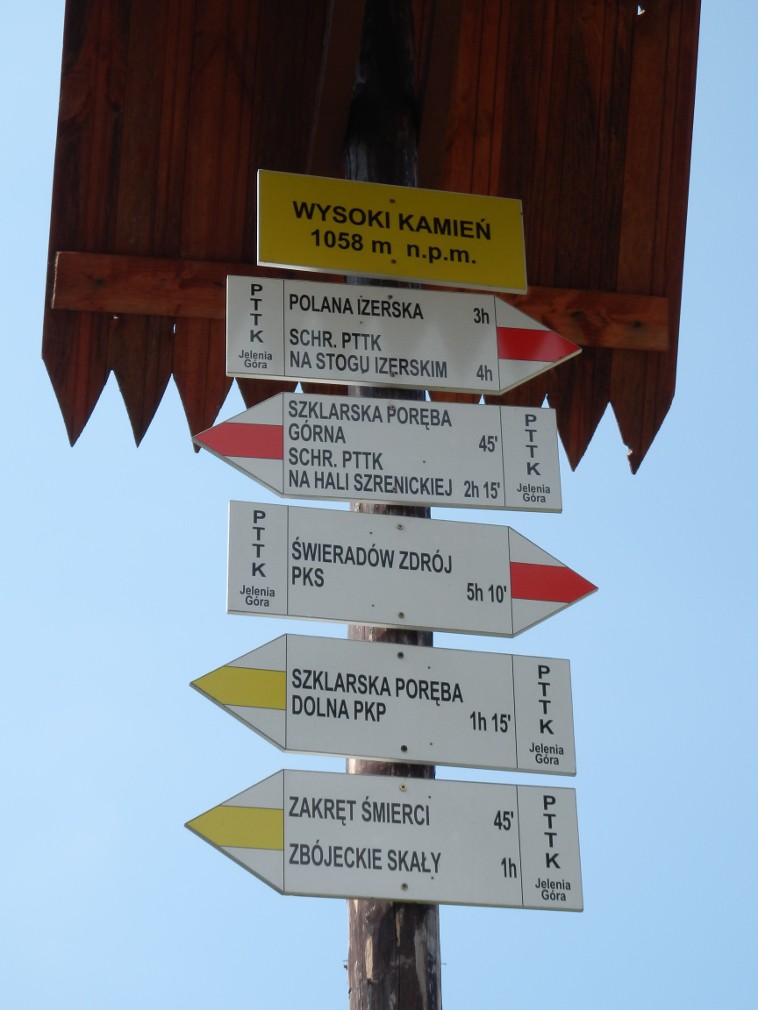 WYSOKI KAMIEŃ
1058 m n.p.m.
PTTK
Jelenia
Góra
POLANA IZERSKA 3h
SCHR. PTTK
NA STOGU IZERSKIM 4h
SZKLARSKA PORĘBA
GÓRNA 45'
SCHR. PTTK
NA HALI SZRENICKIEJ 2h 15'
PTTK
Jelenia
Góra
PTTK
Jelenia
Góra
ŚWIERADÓW ZDRÓJ
PKS 5h 10'
SZKLARSKA PORĘBA
DOLNA PKP 1h 15'
PTTK
Jelenia
Góra
ZAKRĘT ŚMIERCI 45'
ZBÓJECKIE SKAŁY 1h
PTTK
Jelenia
Góra